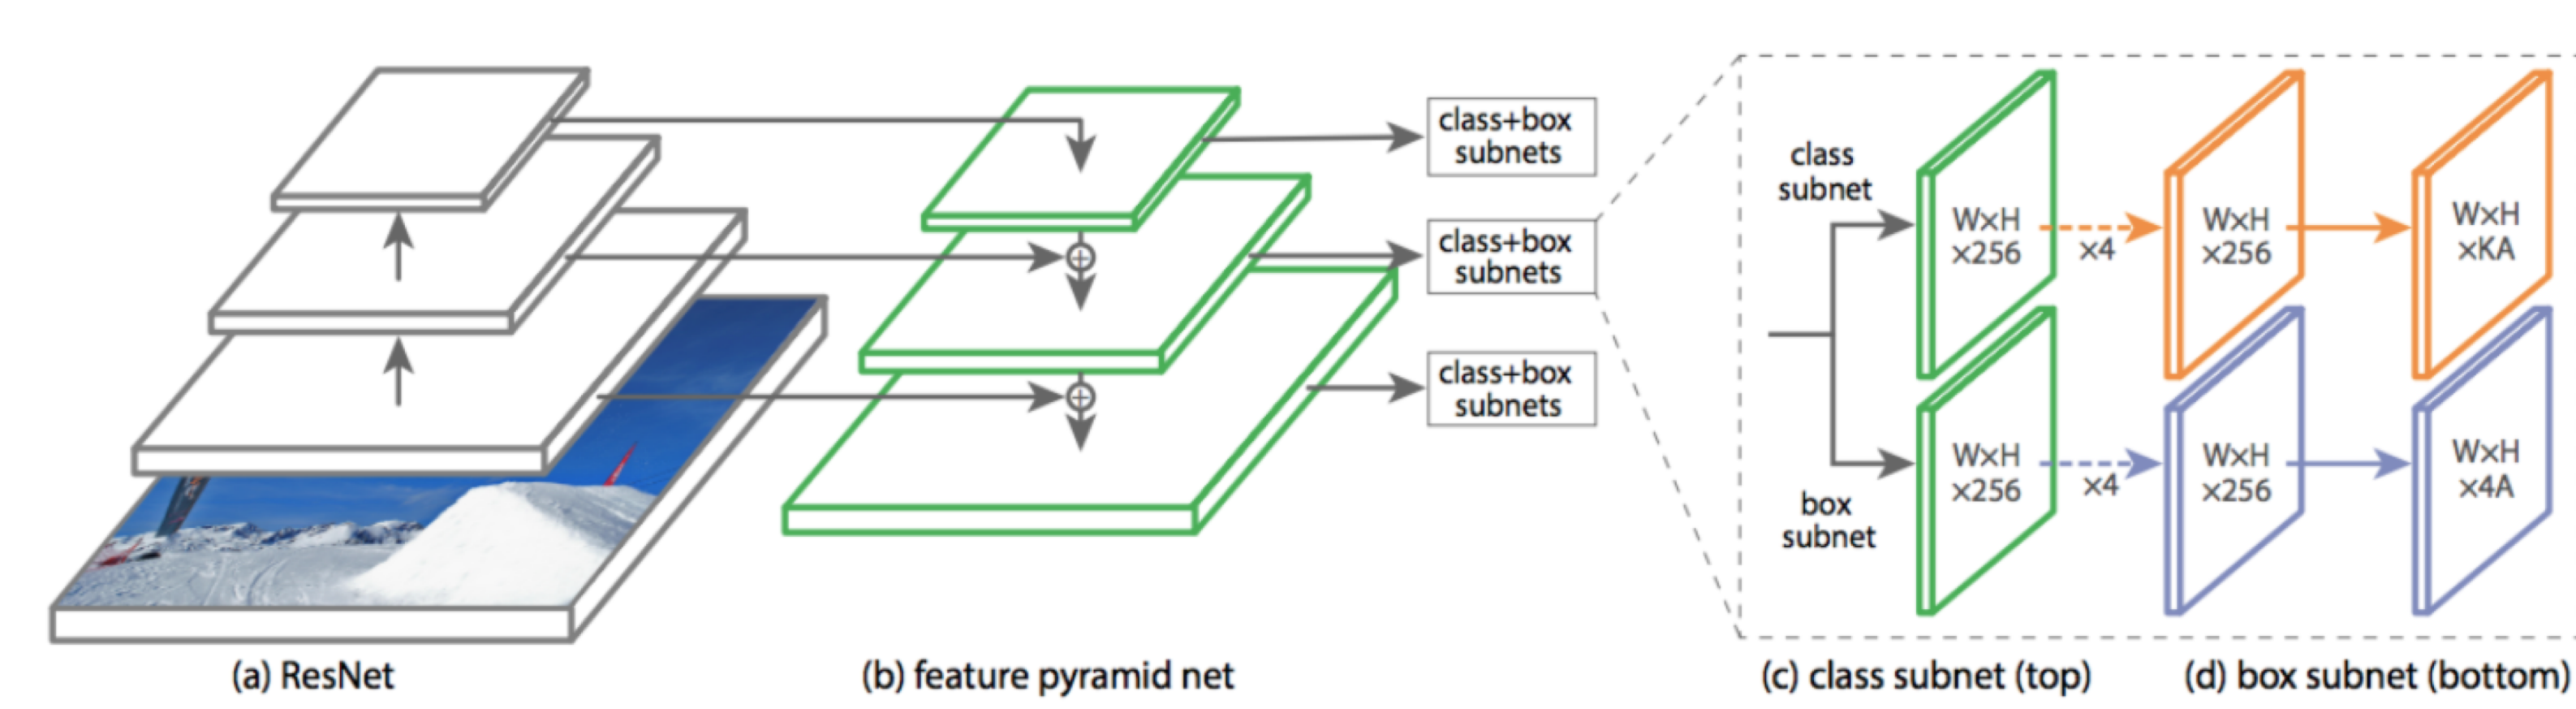 class+box
subnets
class+box
subnets
class+box
subnets
class
subnet
W×H
×256
×4
W×H
×256
W×H
×KA
box
subnet
W×H
×256
×4
W×H
×256
W×H
×4A
(a) ResNet
(b) feature pyramid net
(c) class subnet (top)
(d) box subnet (bottom)